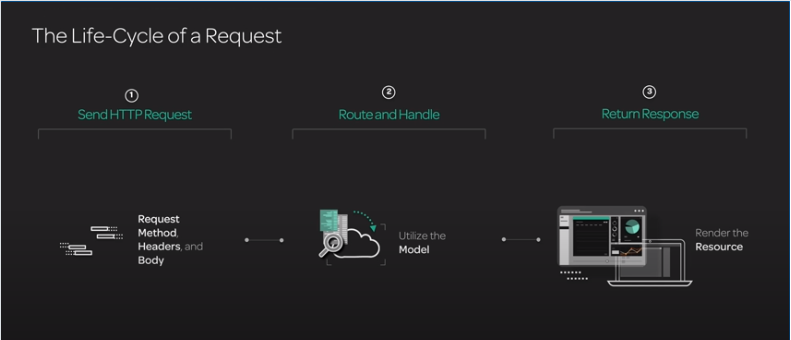 The Life-Cycle of a Request
1
Send HTTP Request
2
Route and Handle
3
Return Response
Request
Method,
Headers, and
Body
Utilize the
Model
Render the
Resource